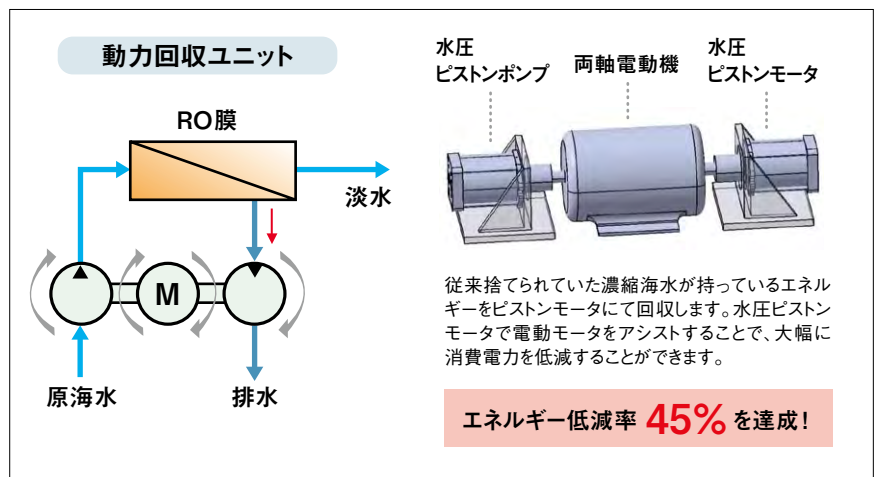 動力回収ユニット
RO膜
淡水
M
原海水
排水
水圧
ピストンポンプ
両軸電動機
水圧
ピストンモータ
従来捨てられていた濃縮海水が持っているエネル
ギーをピストンモータにて回収します。水圧ピストン
モータで電動モータをアシストすることで、大幅に
消費電力を低減することができます。
エネルギー低減率 45% を達成!